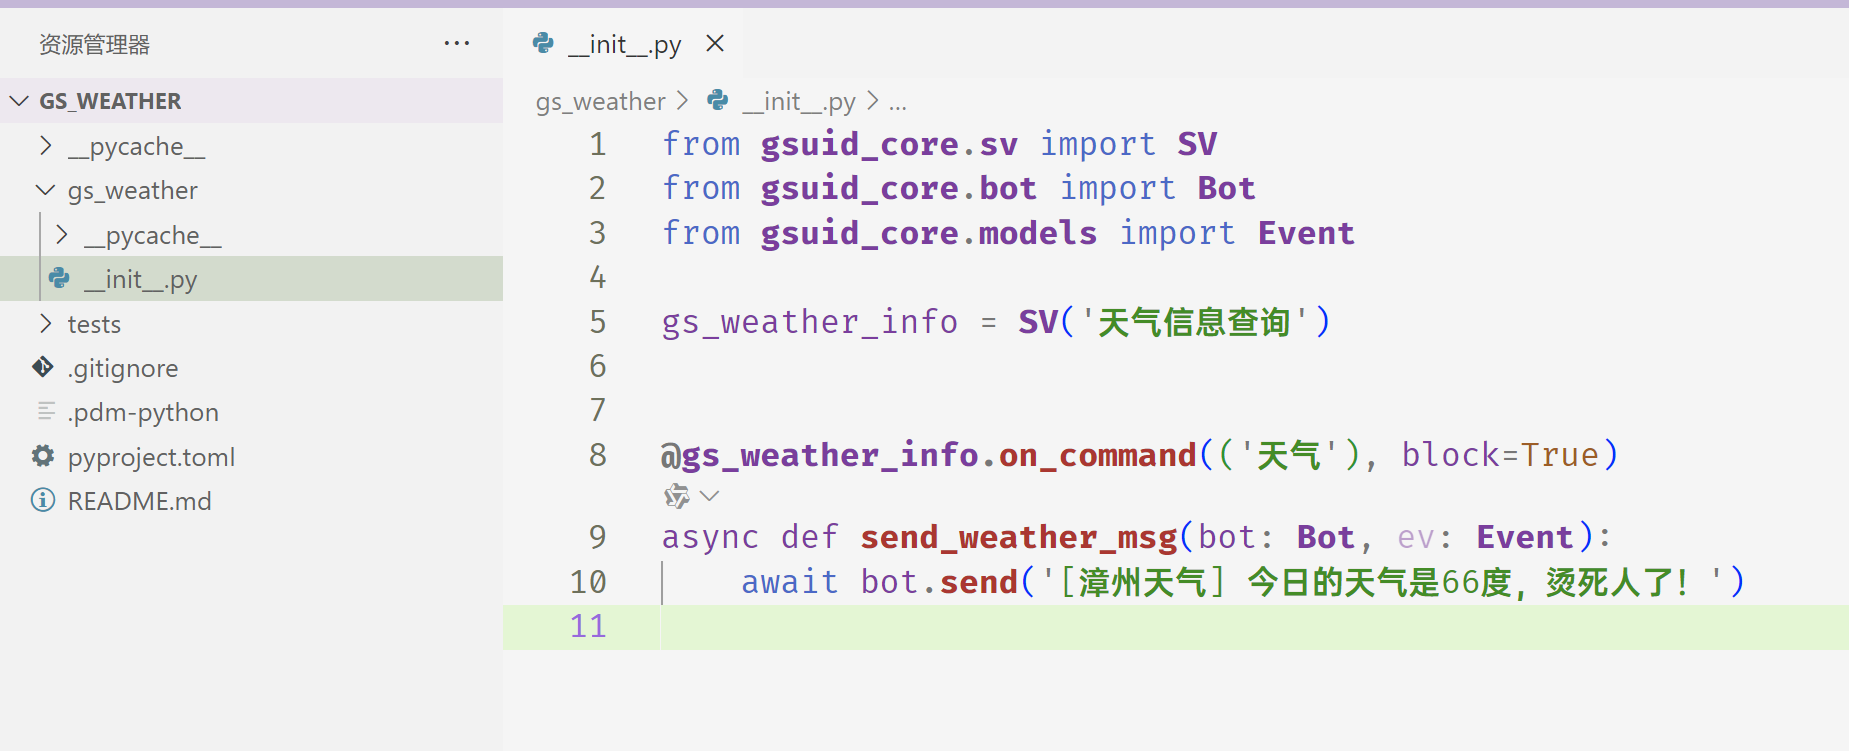 资源管理器
GS_WEATHER
__pycache__
gs_weather
__pycache__
__init__.py
tests
.gitignore
.pdm-python
pyproject.toml
README.md
__init__.py
gs_weather > __init__.py > ...
1 from gsuid_core.sv import SV
2 from gsuid_core.bot import Bot
3 from gsuid_core.models import Event
4
5 gs_weather_info = SV('天气信息查询')
6
7
8 @gs_weather_info.on_command(('天气'), block=True)
9 async def send_weather_msg(bot: Bot, ev: Event):
10 await bot.send('[漳州天气] 今日的天气是66度，烫死人了！')
11